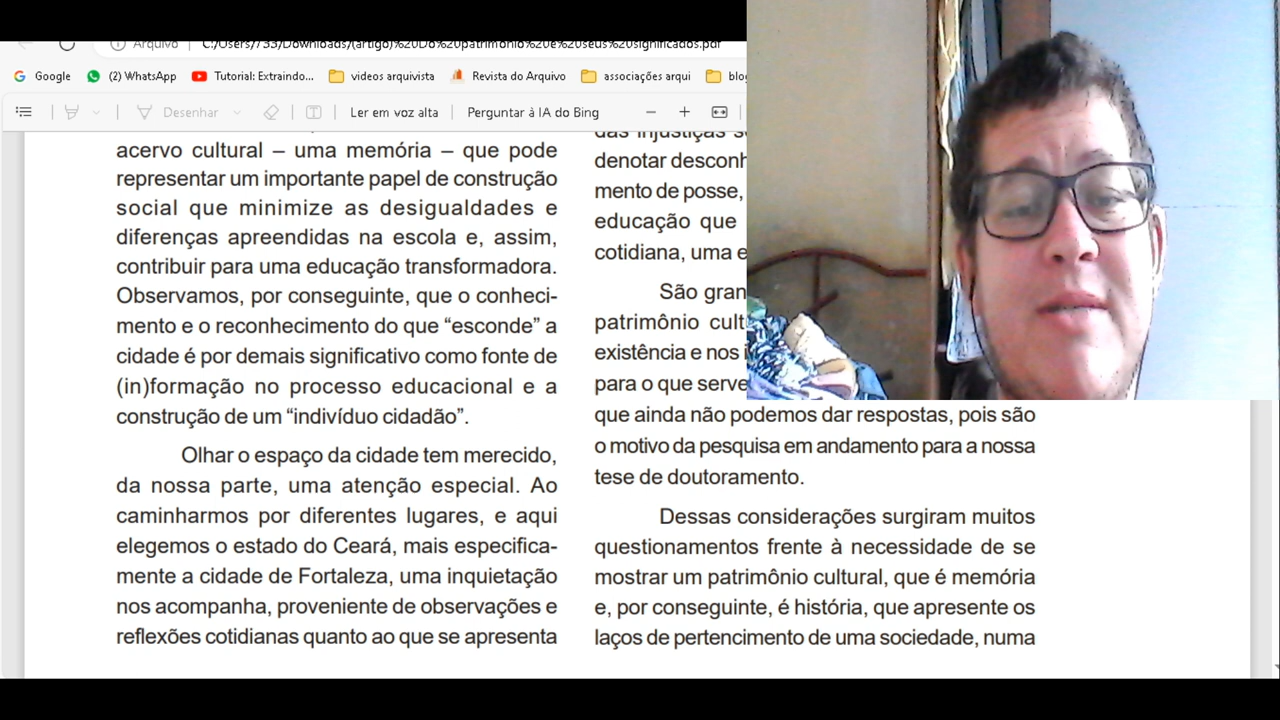 Arquivo | C:/Users/733/Downloads/(artigo)%20Do%20patrimonio%20e%20seus%20significados.pdf
Google (2) WhatsApp Tutorial: Extraindo... videos arquivista Revista do Arquivo associações arqui blog
Desenhar Ler em voz alta Perguntar à IA do Bing
acervo cultural – uma memória – que pode
representar um importante papel de construção
social que minimize as desigualdades e
diferenças apreendidas na escola e, assim,
contribuir para uma educação transformadora.
Observamos, por conseguinte, que o conheci-
mento e o reconhecimento do que “esconde” a
cidade é por demais significativo como fonte de
(in)formação no processo educacional e a
construção de um “indivíduo cidadão”.
Olhar o espaço da cidade tem merecido,
da nossa parte, uma atenção especial. Ao
caminharmos por diferentes lugares, e aqui
elegemos o estado do Ceará, mais especifica-
mente a cidade de Fortaleza, uma inquietação
nos acompanha, proveniente de observações e
reflexões cotidianas quanto ao que se apresenta
das injustiças
denotar
mento de posse,
educação que
cotidiana, uma
São
patrimônio
existência e nos
para o que serve
que ainda não podemos dar respostas, pois são
o motivo da pesquisa em andamento para a nossa
tese de doutoramento.
Dessas considerações surgiram muitos
questionamentos frente à necessidade de se
mostrar um patrimônio cultural, que é memória
e, por conseguinte, é história, que apresente os
laços de pertencimento de uma sociedade, numa